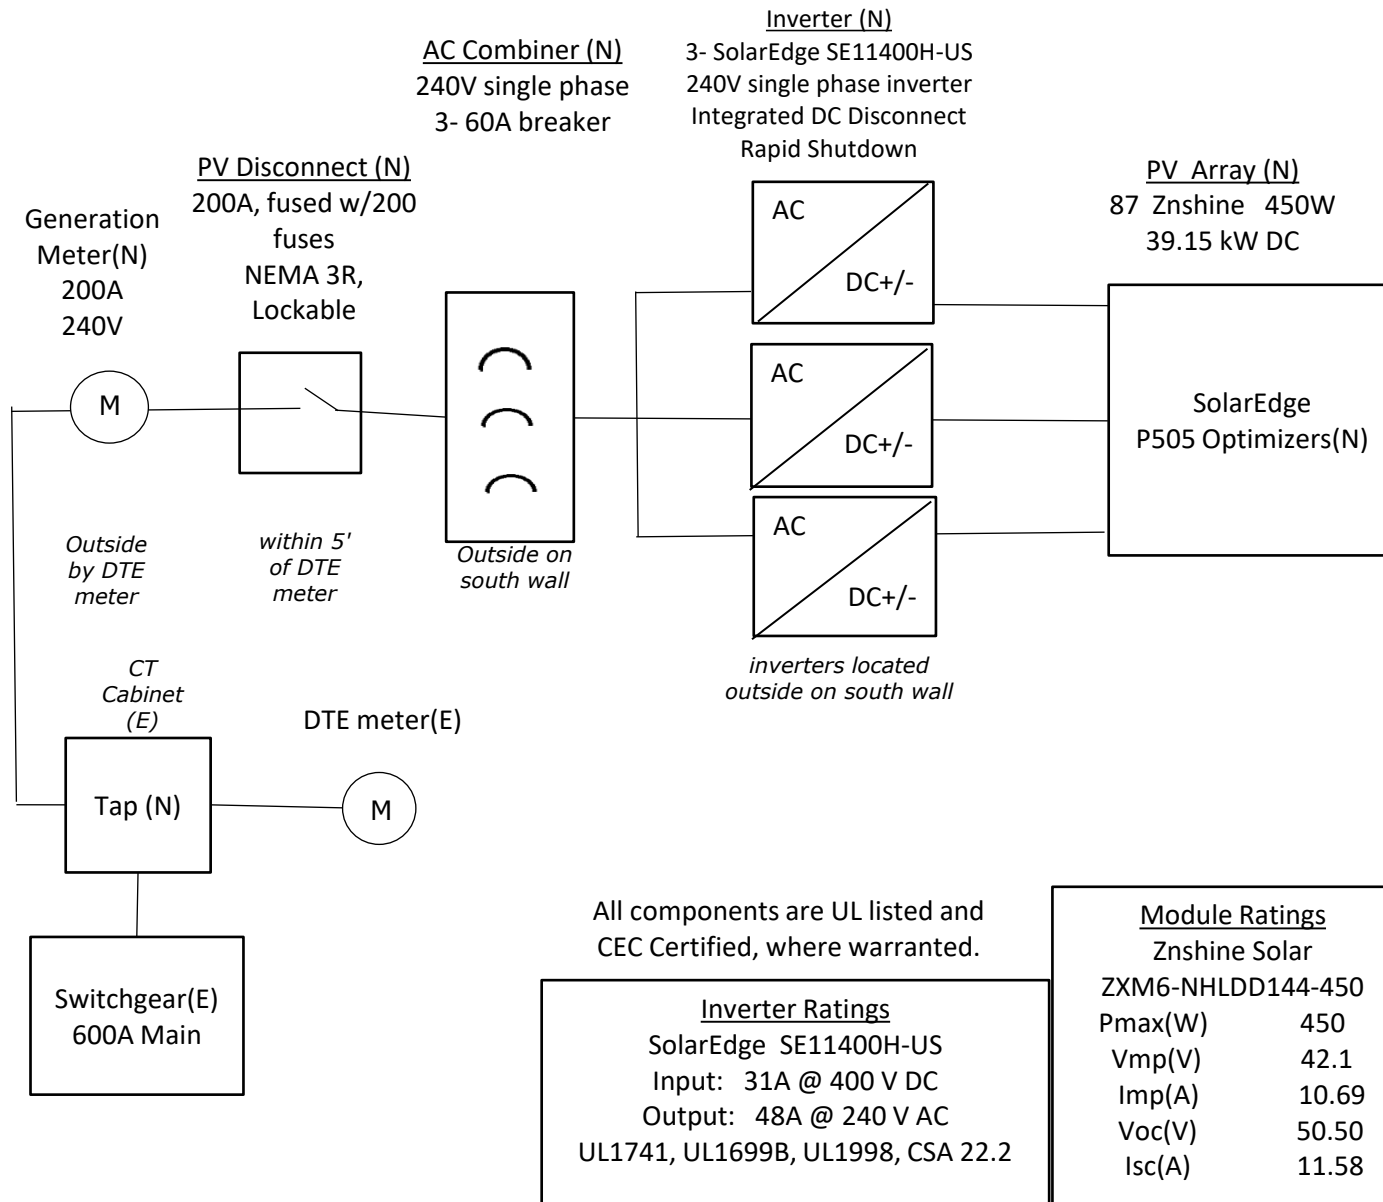 Inverter (N)
3- SolarEdge SE11400H-US
240V single phase inverter
Integrated DC Disconnect
Rapid Shutdown
AC Combiner (N)
240V single phase
3- 60A breaker
PV Disconnect (N)
200A, fused w/200
fuses
NEMA 3R,
Lockable
PV Array (N)
87 Znshine 450W
39.15 kW DC
Generation
Meter(N)
200A
240V
M
AC
DC+/-
AC
DC+/-
AC
DC+/-
SolarEdge
P505 Optimizers(N)
Outside
by DTE
meter
within 5'
of DTE
meter
Outside on
south wall
inverters located
outside on south wall
CT
Cabinet
(E)
DTE meter(E)
Tap (N)
M
Switchgear(E)
600A Main
All components are UL listed and
CEC Certified, where warranted.
Inverter Ratings
SolarEdge SE11400H-US
Input: 31A @ 400 V DC
Output: 48A @ 240 V AC
UL1741, UL1699B, UL1998, CSA 22.2
Module Ratings
Znshine Solar
ZXM6-NHLDD144-450
Pmax(W) 450
Vmp(V) 42.1
Imp(A) 10.69
Voc(V) 50.50
Isc(A) 11.58